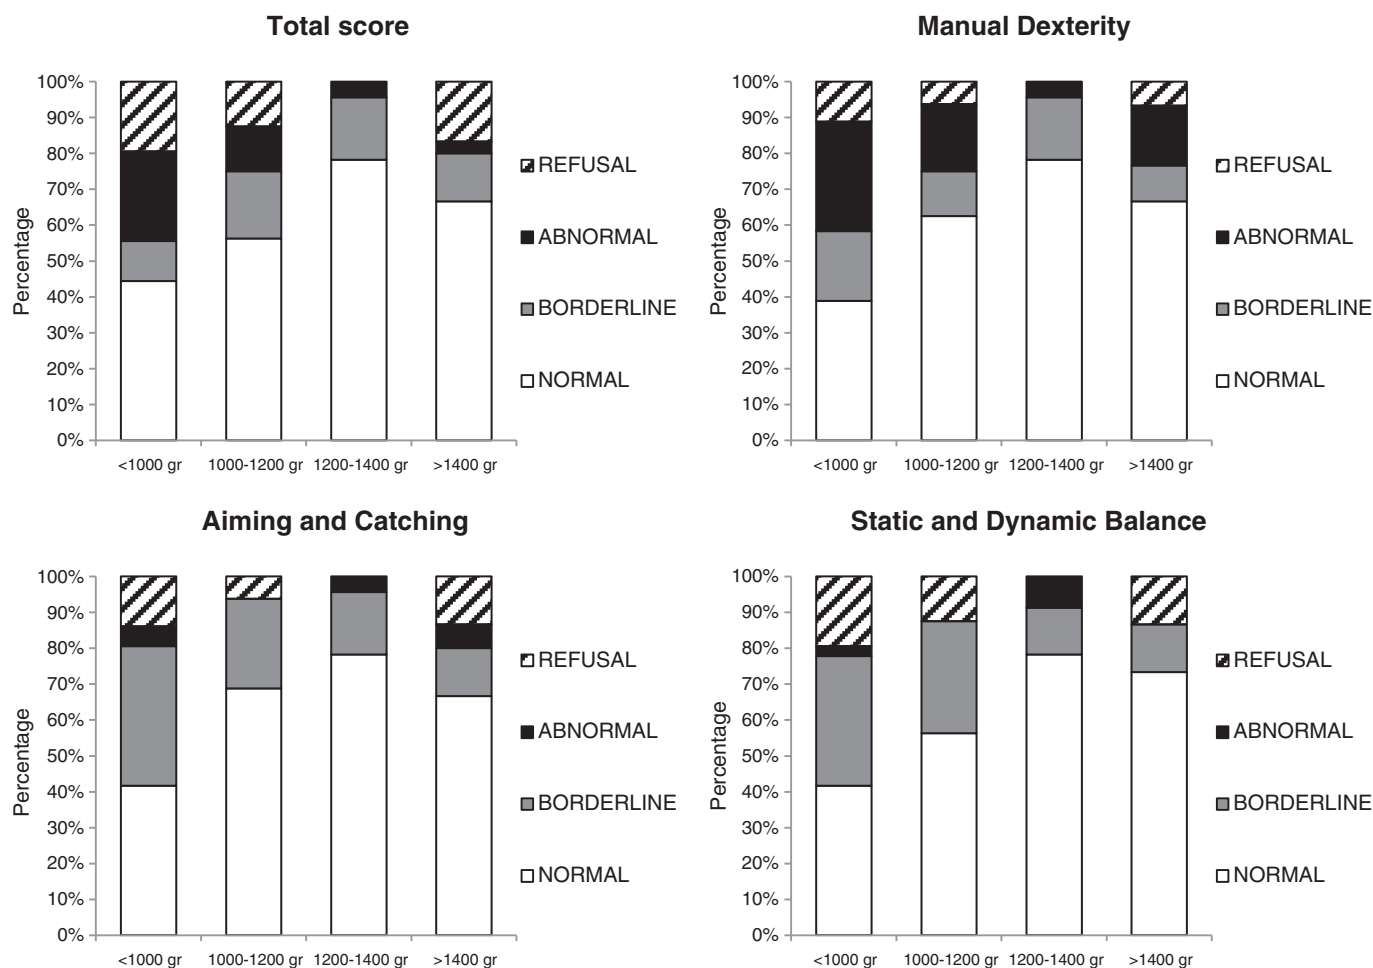 Total score
Percentage
100%
90%
80%
70%
60%
50%
40%
30%
20%
10%
0%
<1000 gr 1000-1200 gr 1200-1400 gr >1400 gr
REFUSAL
ABNORMAL
BORDERLINE
NORMAL
Manual Dexterity
Percentage
100%
90%
80%
70%
60%
50%
40%
30%
20%
10%
0%
<1000 gr 1000-1200 gr 1200-1400 gr >1400 gr
REFUSAL
ABNORMAL
BORDERLINE
NORMAL
Aiming and Catching
Percentage
100%
90%
80%
70%
60%
50%
40%
30%
20%
10%
0%
<1000 gr 1000-1200 gr 1200-1400 gr >1400 gr
REFUSAL
ABNORMAL
BORDERLINE
NORMAL
Static and Dynamic Balance
Percentage
100%
90%
80%
70%
60%
50%
40%
30%
20%
10%
0%
<1000 gr 1000-1200 gr 1200-1400 gr >1400 gr
REFUSAL
ABNORMAL
BORDERLINE
NORMAL